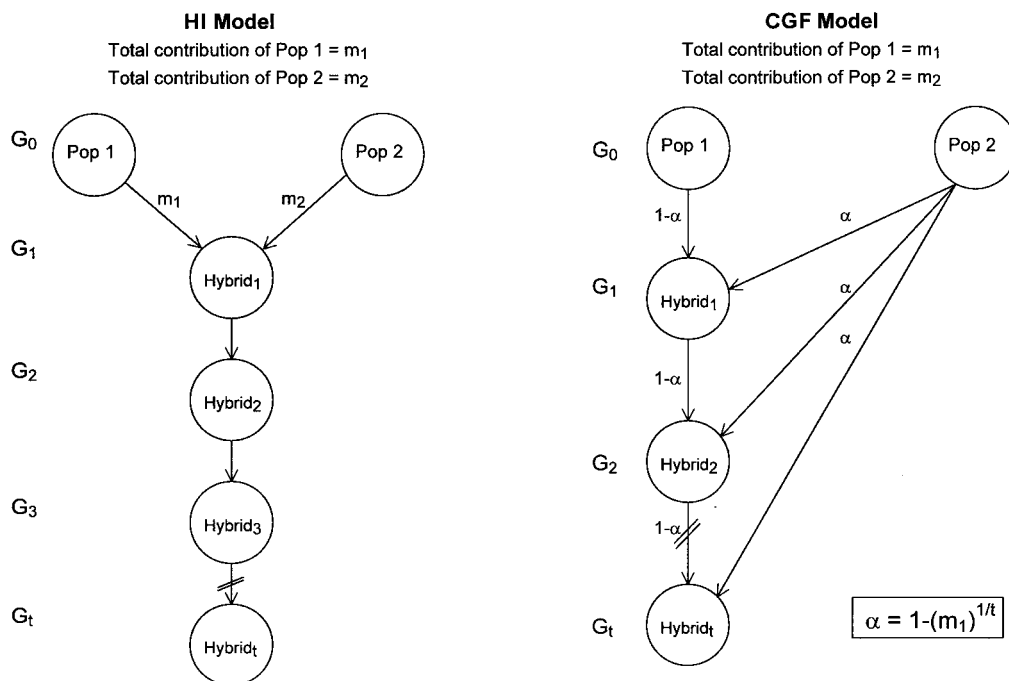 HI Model
Total contribution of Pop 1 = m₁
Total contribution of Pop 2 = m₂
G₀
Pop 1
Pop 2
m₁
m₂
G₁
Hybrid₁
G₂
Hybrid₂
G₃
Hybrid₃
Gₜ
Hybridₜ
CGF Model
Total contribution of Pop 1 = m₁
Total contribution of Pop 2 = m₂
G₀
Pop 1
Pop 2
1-α
α
G₁
Hybrid₁
α
α
1-α
G₂
Hybrid₂
1-α
Gₜ
Hybridₜ
α = 1-(m₁)^1/t